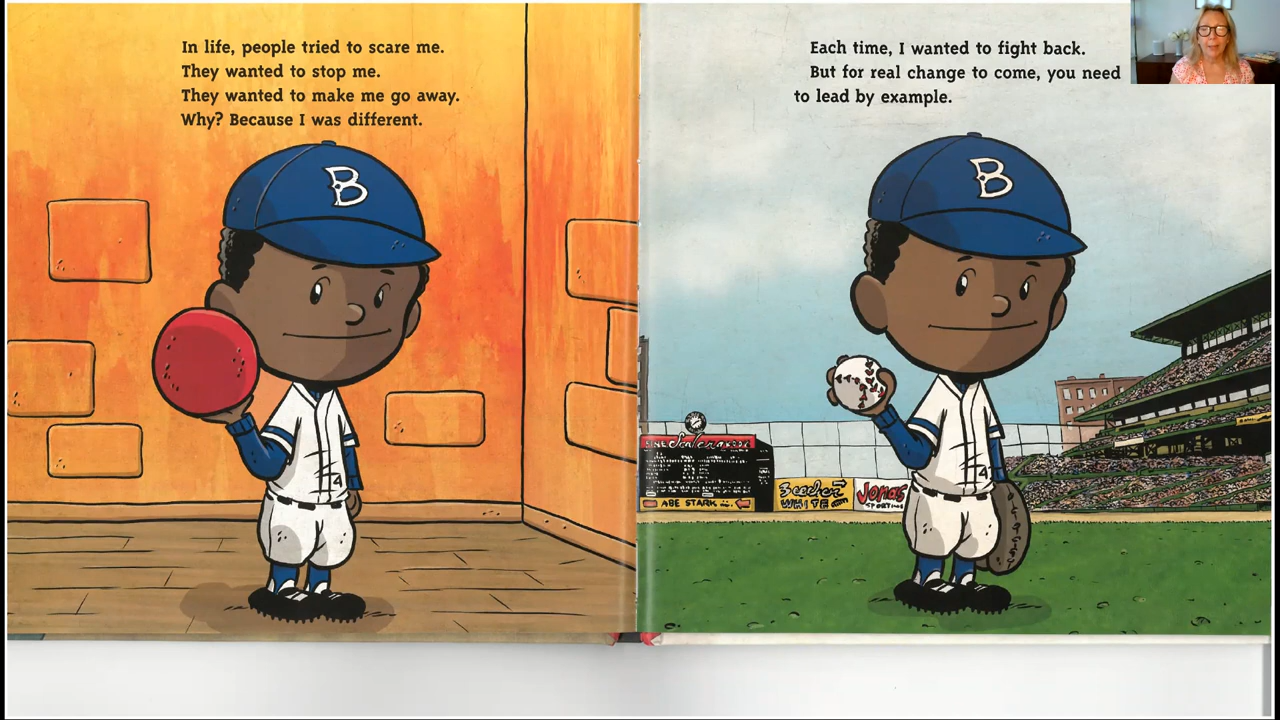 In life, people tried to scare me.
They wanted to stop me.
They wanted to make me go away.
Why? Because I was different.
B
#4
Each time, I wanted to fight back.
But for real change to come, you need
to lead by example.
B
#4
ABE STARK
WHITE
JONAS
SPORTING